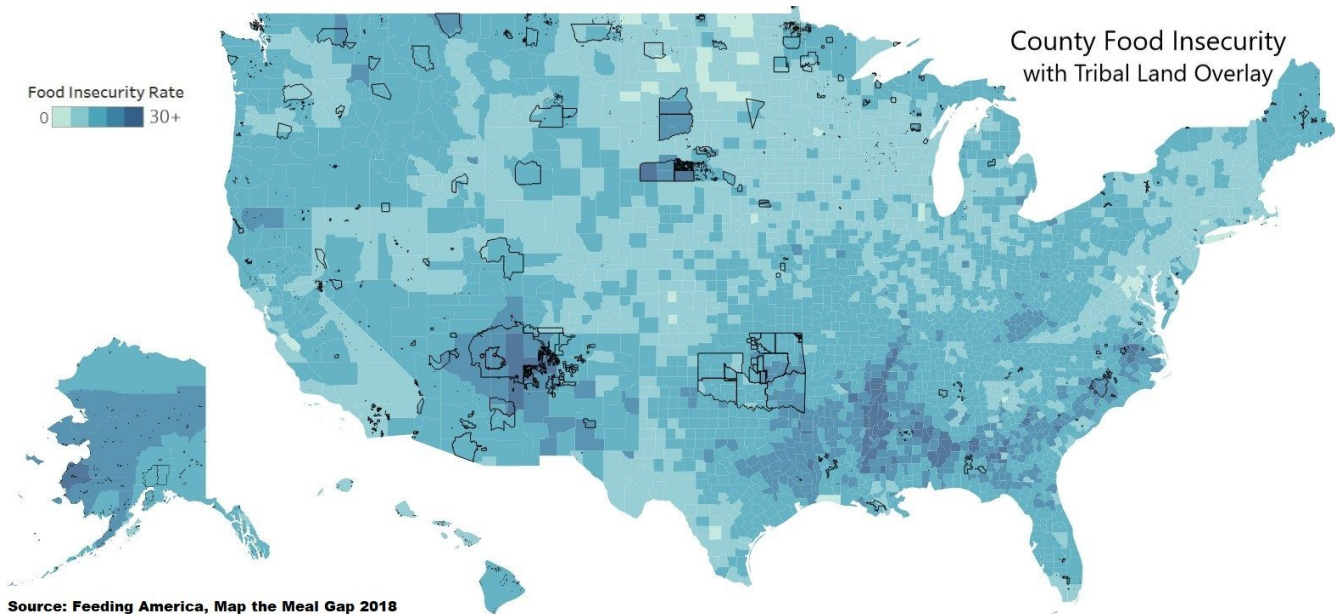 County Food Insecurity
with Tribal Land Overlay
Food Insecurity Rate
0 30+
Source: Feeding America, Map the Meal Gap 2018